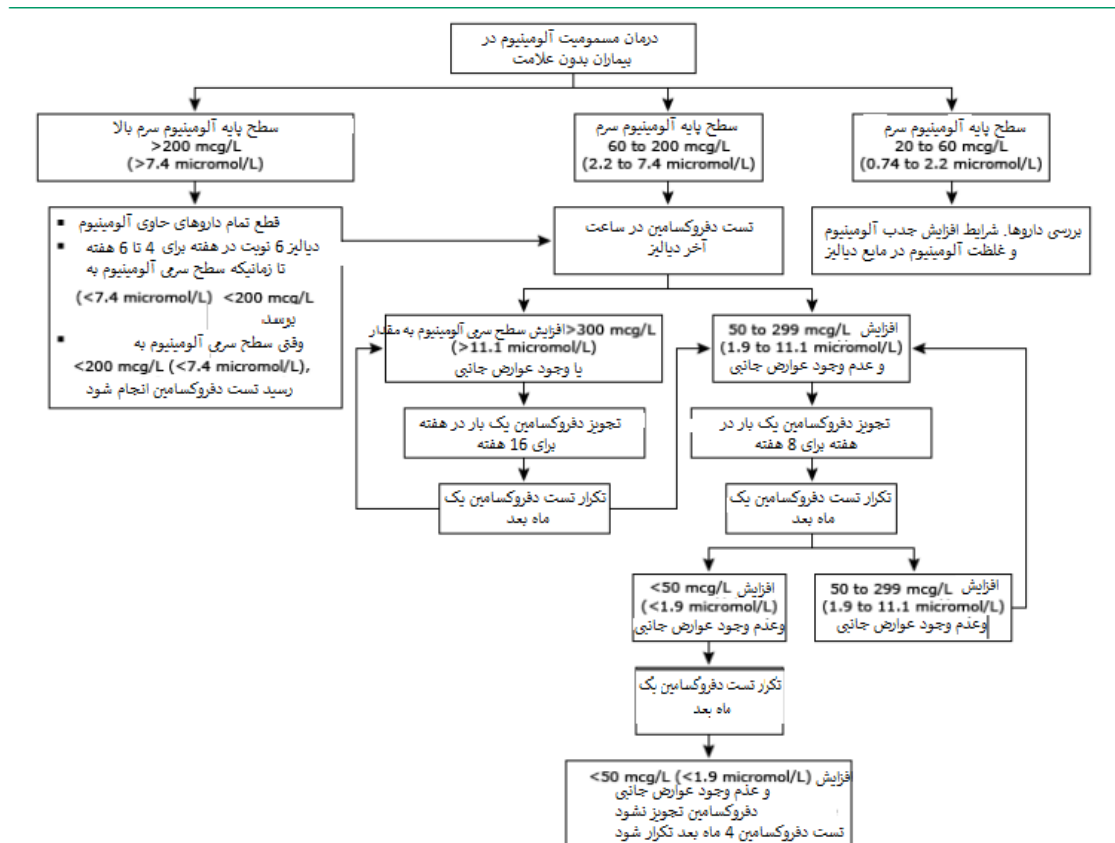 درمان مسمومیت آلومینیوم در
بیماران بدون علامت
سطح پایه آلومینیوم سرم بالا
>200 mcg/L
(>7.4 micromol/L)
سطح پایه آلومینیوم سرم
60 to 200 mcg/L
(2.2 to 7.4 micromol/L)
سطح پایه آلومینیوم سرم
20 to 60 mcg/L
(0.74 to 2.2 micromol/L)
▪ قطع تمام داروهای حاوی آلومینیوم
▪ دیالیز 6 نوبت در هفته برای 4 تا 6 هفته
تا زمانیکه سطح سرمی آلومینیوم به
(<7.4 micromol/L) <200 mcg/L
برسد،
▪ وقتی سطح سرمی آلومینیوم به
<200 mcg/L (<7.4 micromol/L),
رسید تست دفروکسامین انجام شود
تست دفروکسامین در ساعت
آخر دیالیز
بررسی داروها. شرایط افزایش جذب آلومینیوم
و غلظت آلومینیوم در مایع دیالیز
افزایش سطح سرمی آلومینیوم به مقدار >300 mcg/L
(>11.1 micromol/L)
یا وجود عوارض جانبی
افزایش 50 to 299 mcg/L
(1.9 to 11.1 micromol/L)
و عدم وجود عوارض جانبی
تجویز دفروکسامین یک بار در هفته
برای 16 هفته
تجویز دفروکسامین یک بار در
هفته برای 8 هفته
تکرار تست دفروکسامین یک
ماه بعد
تکرار تست دفروکسامین یک
ماه بعد
افزایش <50 mcg/L
(<1.9 micromol/L)
وعدم وجود عوارض جانبی
افزایش 50 to 299 mcg/L
(1.9 to 11.1 micromol/L)
وعدم وجود عوارض جانبی
تکرار تست دفروکسامین یک
ماه بعد
افزایش <50 mcg/L (<1.9 micromol/L)
و عدم وجود عوارض جانبی
دفروکسامین تجویز نشود
تست دفروکسامین 4 ماه بعد تکرار شود